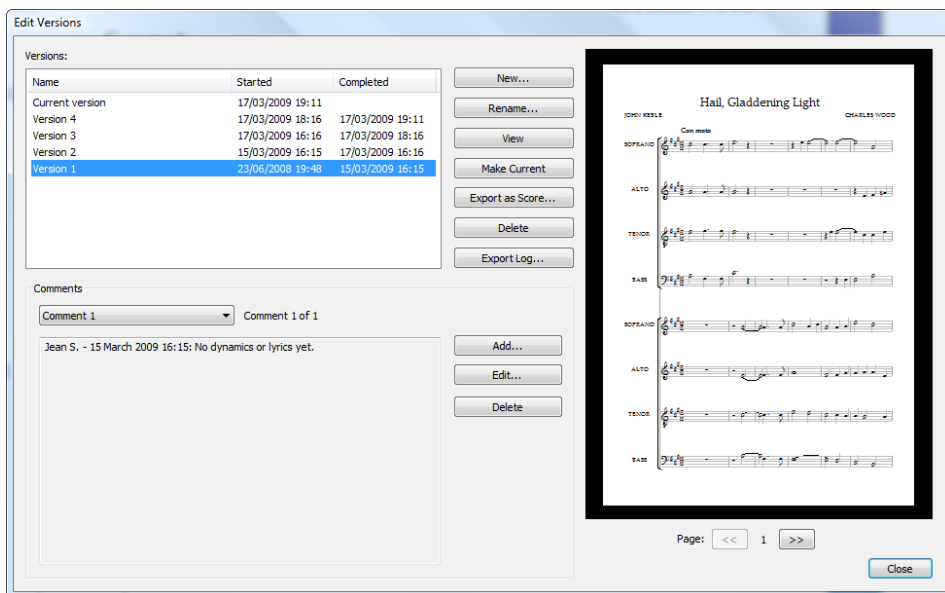 Edit Versions
Versions:
Name Started Completed
Current version 17/03/2009 19:11
Version 4 17/03/2009 18:16 17/03/2009 19:11
Version 3 17/03/2009 16:16 17/03/2009 18:16
Version 2 15/03/2009 16:15 17/03/2009 16:16
Version 1 23/06/2008 19:48 15/03/2009 16:15
New...
Rename...
View
Make Current
Export as Score...
Delete
Export Log...
Comments
Comment 1 Comment 1 of 1
Jean S. - 15 March 2009 16:15: No dynamics or lyrics yet.
Add...
Edit...
Delete
Hail, Gladdening Light
JOHN KEBLE CHARLES WOOD
Con moto
SOPRANO
ALTO
TENOR
BASS
SOPRANO
ALTO
TENOR
BASS
Page: << 1 >>
Close